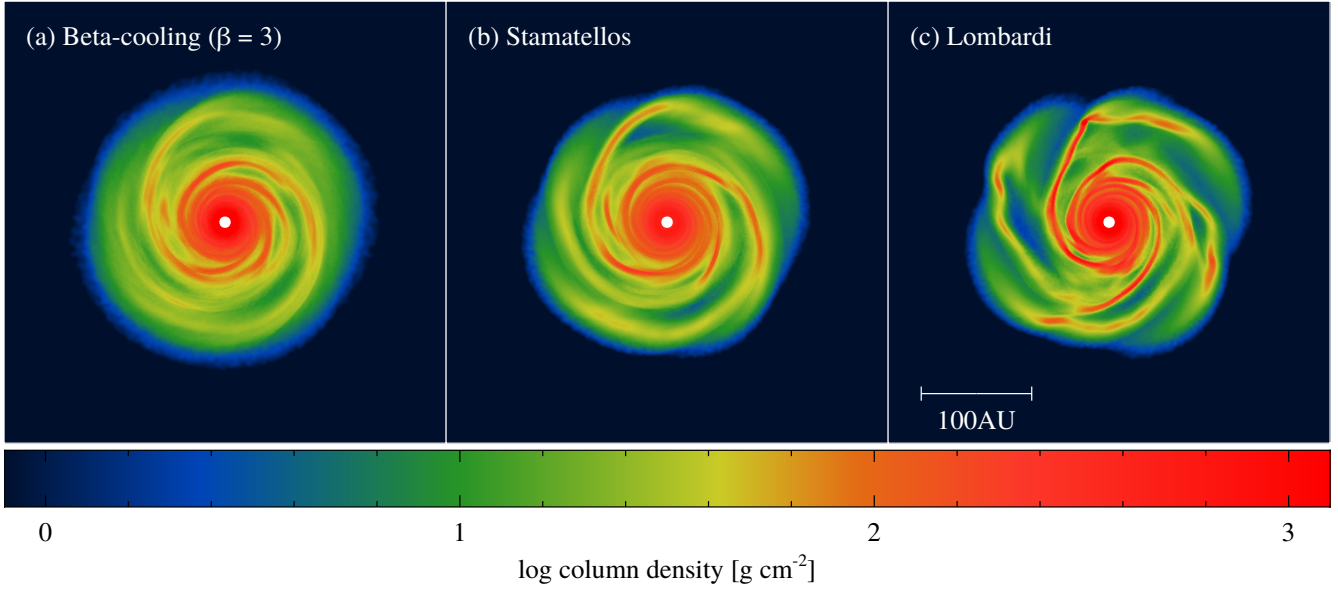 (a) Beta-cooling (β = 3)
(b) Stamatellos
(c) Lombardi
100AU
0 1 2 3
log column density [g cm⁻²]